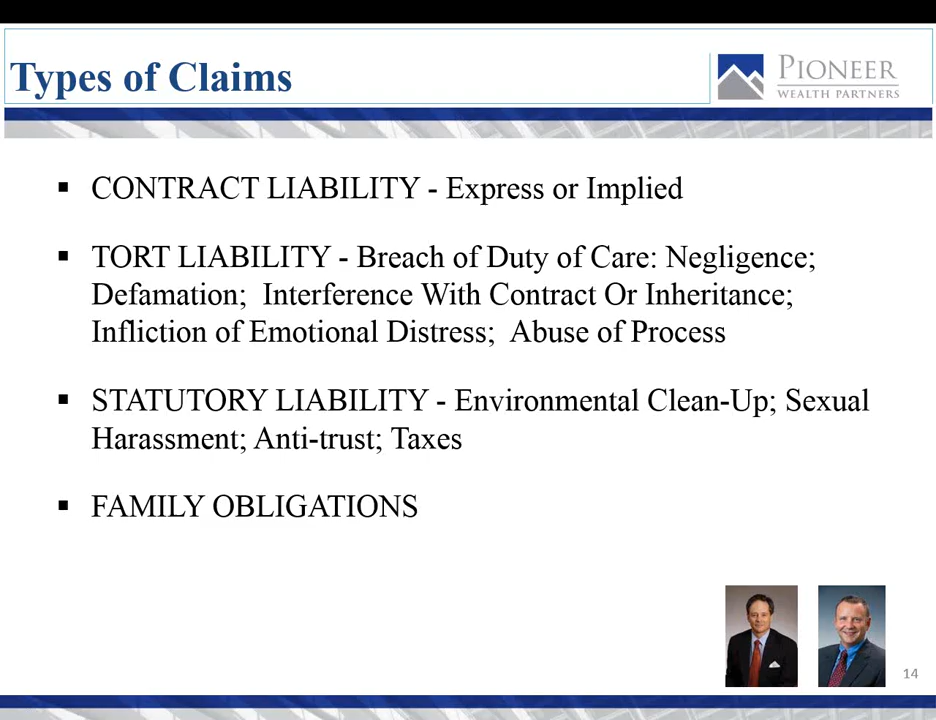 Types of Claims
PIONEER
WEALTH PARTNERS
▪ CONTRACT LIABILITY - Express or Implied
▪ TORT LIABILITY - Breach of Duty of Care: Negligence;
Defamation;  Interference With Contract Or Inheritance;
Infliction of Emotional Distress;  Abuse of Process
▪ STATUTORY LIABILITY - Environmental Clean-Up; Sexual
Harassment; Anti-trust; Taxes
▪ FAMILY OBLIGATIONS
14